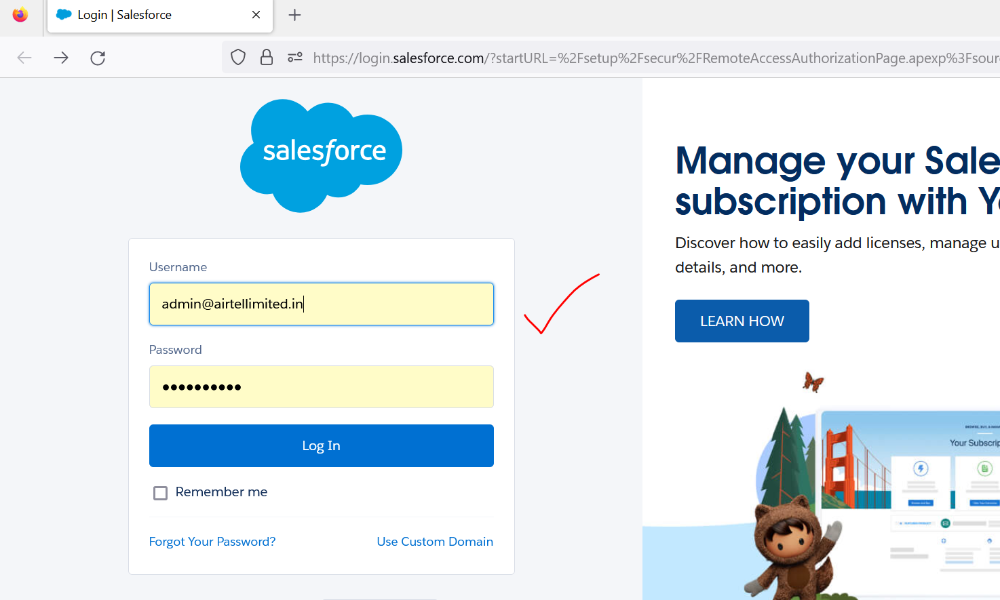 Login | Salesforce
https://login.salesforce.com/?startURL=%2Fsetup%2Fsecur%2FRemoteAccessAuthorizationPage.apexp%3Fsour
salesforce
Username
admin@airtellimited.in
Password
Log In
Remember me
Forgot Your Password?
Use Custom Domain
Manage your Sale
subscription with Yo
Discover how to easily add licenses, manage u
details, and more.
LEARN HOW
Your Subscrip